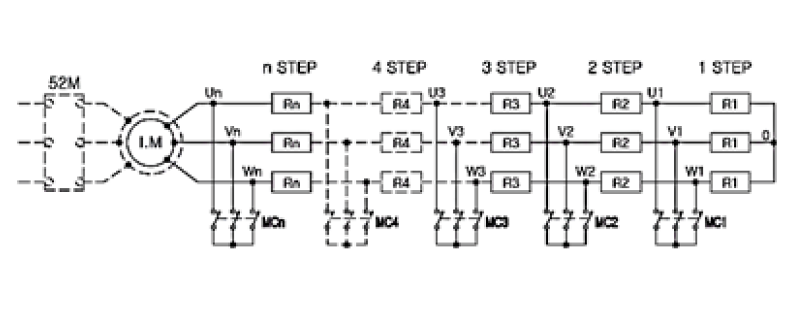 n STEP 4 STEP 3 STEP 2 STEP 1 STEP
52M
Un U3 U2 U1
Rn R4 R3 R2 R1
I.M Vn V3 V2 V1 0
Rn R4 R3 R2 R1
Wn W3 W2 W1
Rn R4 R3 R2 R1
MCn MC4 MC3 MC2 MC1